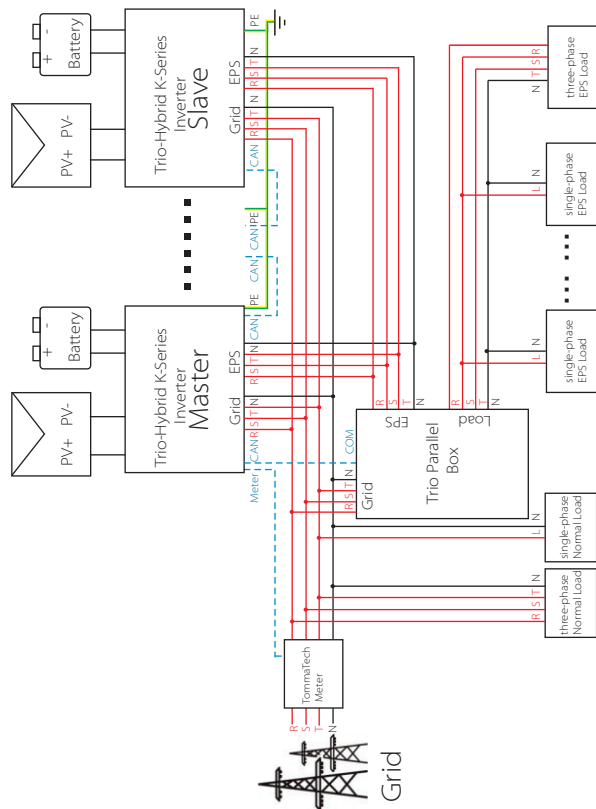 Battery
+
-
PV+ PV-
Trio-Hybrid K-Series
Inverter
Master
Meter
CAN
R S T N
Grid
R S T N
EPS
CAN
PE
CAN
CAN
PE
Battery
+
-
PV+ PV-
Trio-Hybrid K-Series
Inverter
Slave
CAN
R S T N
Grid
R S T N
EPS
PE
R
S
T
N
Grid
TommaTech
Meter
COM
R S T N
Grid
Trio Parallel
Box
EPS
R
S
T
N
Load
R
S
T
N
R S T N
three-phase
Normal Load
L N
single-phase
Normal Load
L N
single-phase
EPS Load
L N
single-phase
EPS Load
N T S R
three-phase
EPS Load